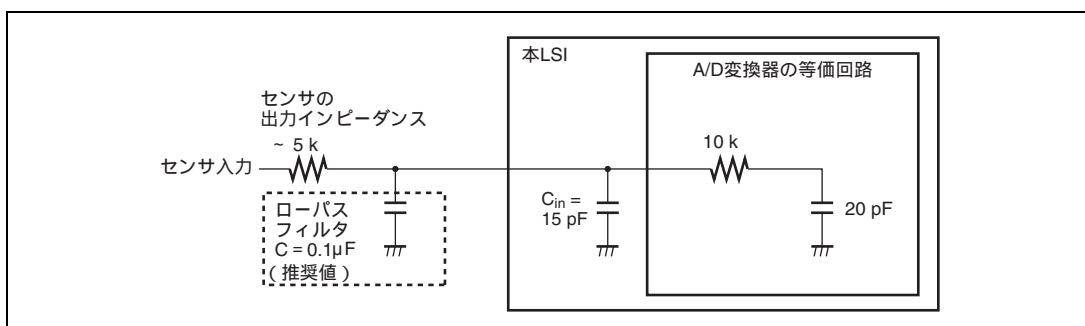 本LSI
A/D変換器の等価回路
センサの
出力インピーダンス
~ 5 k
10 k
センサ入力
ローパス
フィルタ
C = 0.1μF
(推奨値)
Cin =
15 pF
20 pF